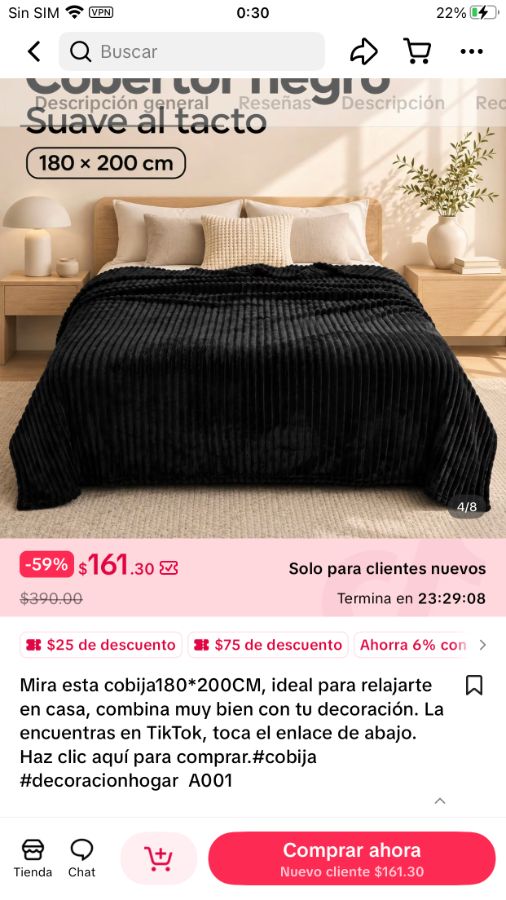 Sin SIM VPN 0:30 22%
Buscar
Cobertor negro
Descripción general Reseñas Descripción Rec
Suave al tacto
180 × 200 cm
4/8
-59% $161.30 Solo para clientes nuevos
$390.00 Termina en 23:29:08
$25 de descuento $75 de descuento Ahorra 6% con
Mira esta cobija180*200CM, ideal para relajarte
en casa, combina muy bien con tu decoración. La
encuentras en TikTok, toca el enlace de abajo.
Haz clic aquí para comprar.#cobija
#decoracionhogar A001
Tienda Chat Comprar ahora
Nuevo cliente $161.30